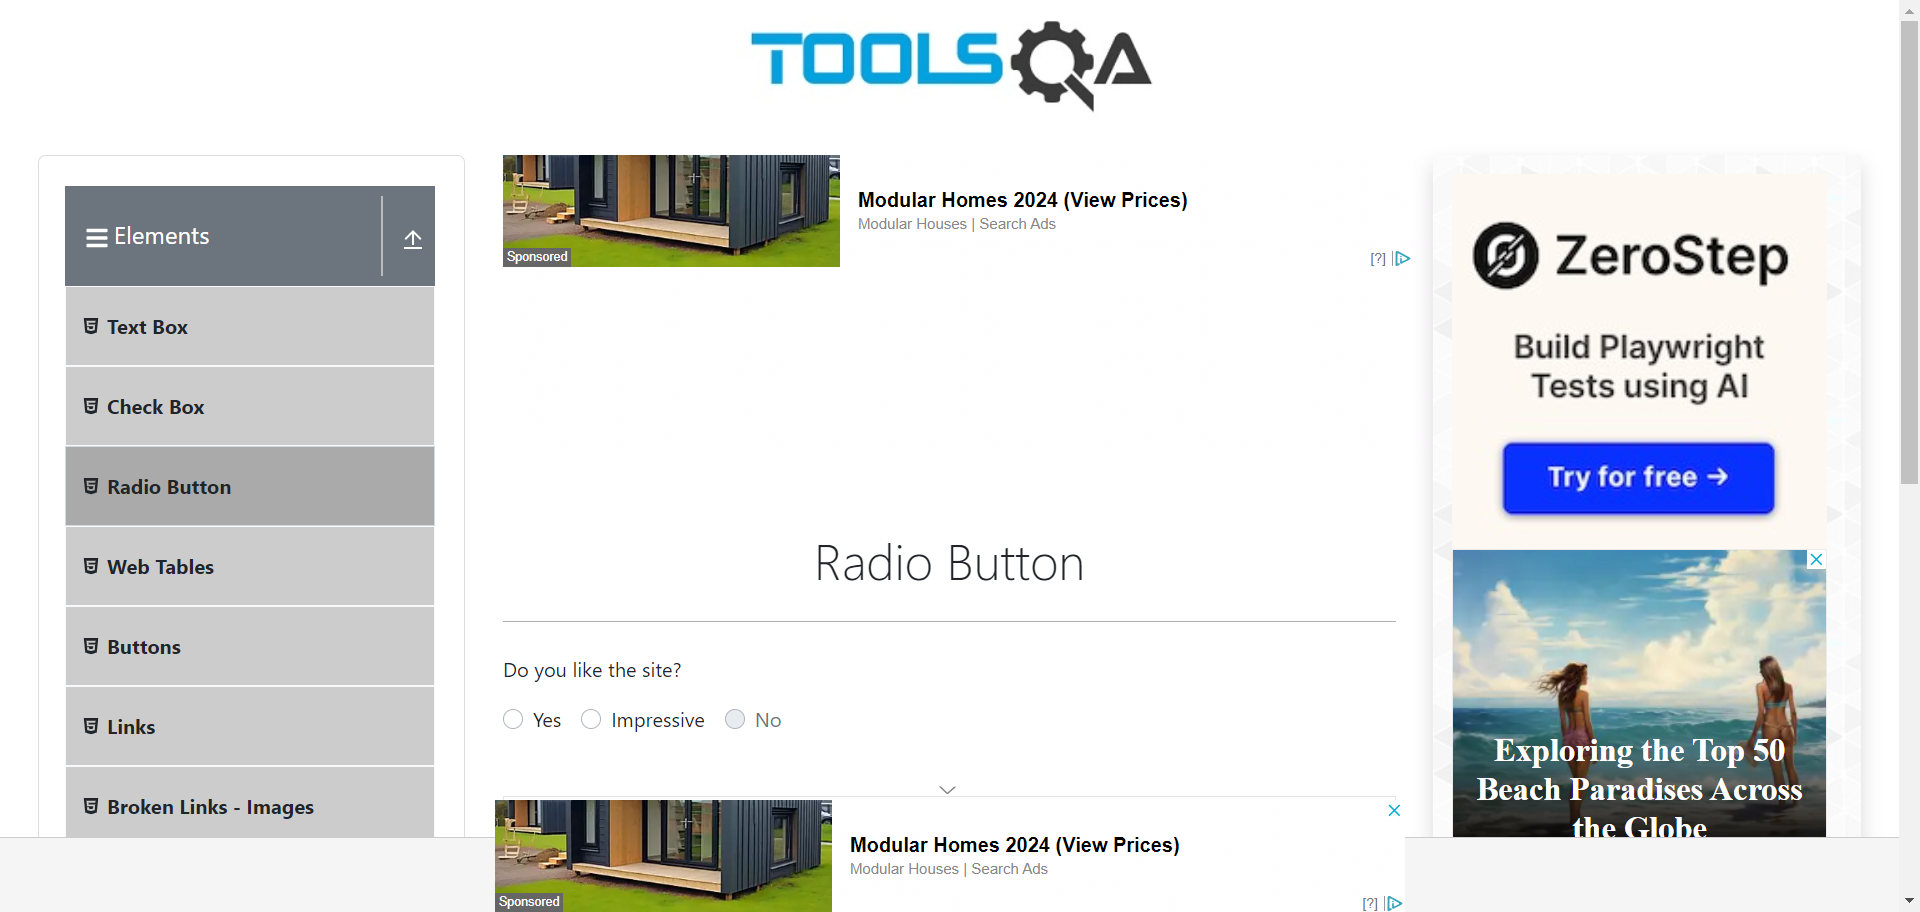 TOOLSQA
Elements
Text Box
Check Box
Radio Button
Web Tables
Buttons
Links
Broken Links - Images
Sponsored
Modular Homes 2024 (View Prices)
Modular Houses | Search Ads
[?]
Radio Button
Do you like the site?
Yes Impressive No
Sponsored
Modular Homes 2024 (View Prices)
Modular Houses | Search Ads
[?]
ZeroStep
Build Playwright
Tests using AI
Try for free →
Exploring the Top 50
Beach Paradises Across
the Globe